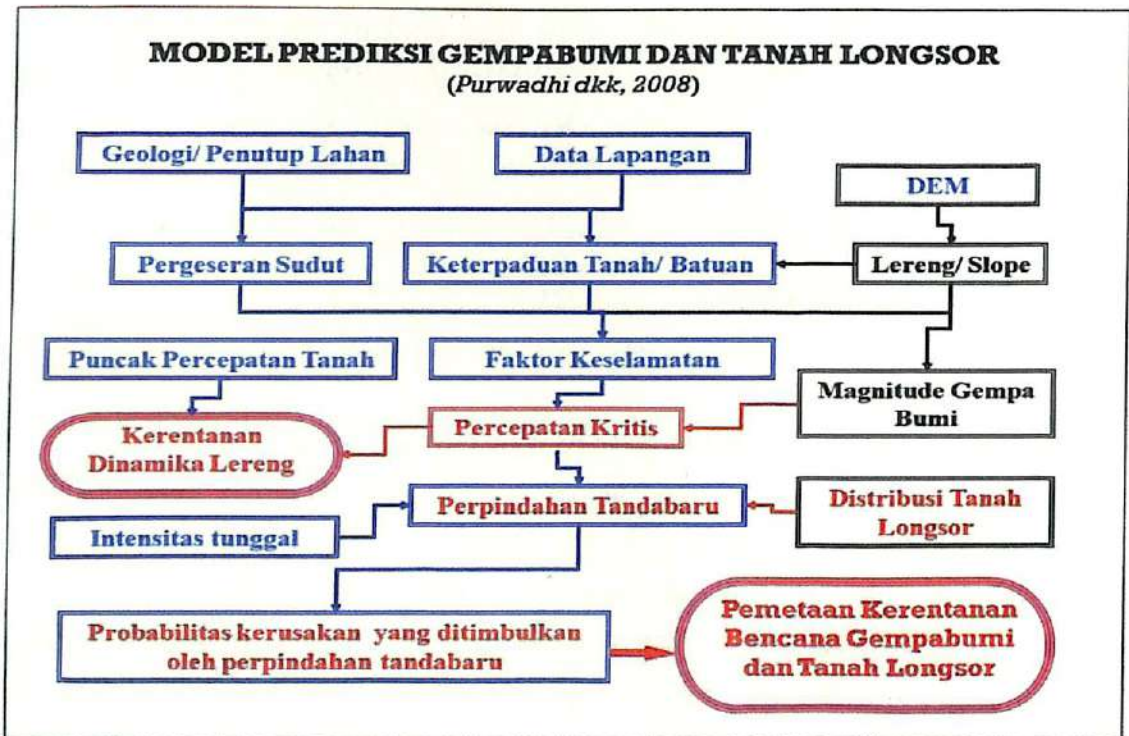 MODEL PREDIKSI GEMPABUMI DAN TANAH LONGSOR
(Purwadhi dkk, 2008)
Geologi/ Penutup Lahan
Data Lapangan
DEM
Pergeseran Sudut
Keterpaduan Tanah/ Batuan
Lereng/ Slope
Puncak Percepatan Tanah
Faktor Keselamatan
Magnitude Gempa
Bumi
Kerentanan
Dinamika Lereng
Percepatan Kritis
Perpindahan Tandabaru
Distribusi Tanah
Longsor
Intensitas tunggal
Probabilitas kerusakan yang ditimbulkan
oleh perpindahan tandabaru
Pemetaan Kerentanan
Bencana Gempabumi
dan Tanah Longsor